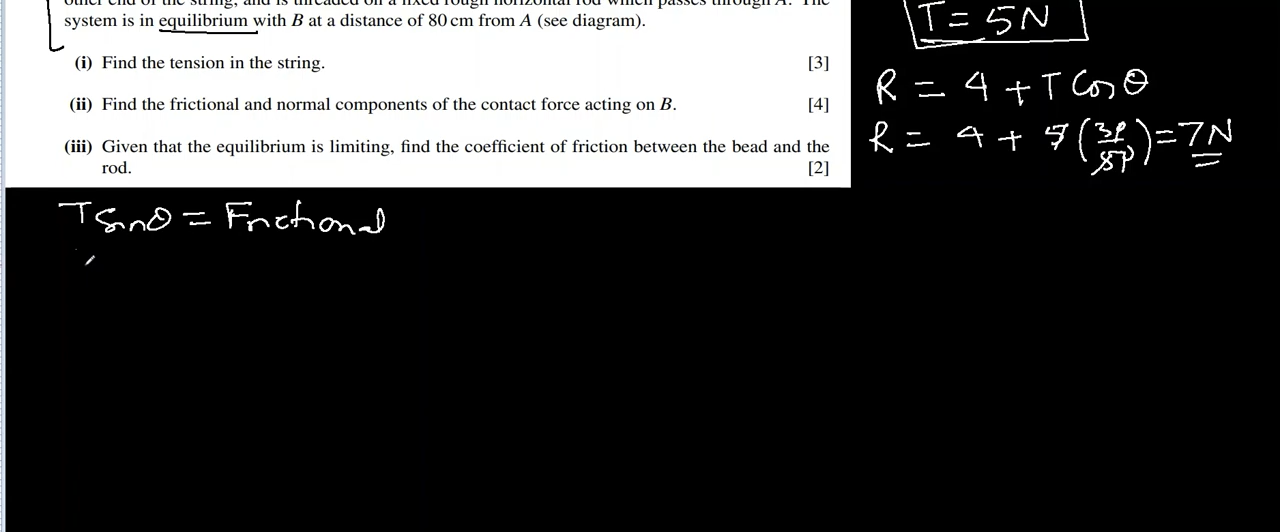 system is in equilibrium with B at a distance of 80 cm from A (see diagram).
(i) Find the tension in the string. [3]
(ii) Find the frictional and normal components of the contact force acting on B. [4]
(iii) Given that the equilibrium is limiting, find the coefficient of friction between the bead and the
rod. [2]
T = 5N
R = 4 + T Cos θ
R = 4 + 5 (30/50) = 7N
T Sin θ = Frictional